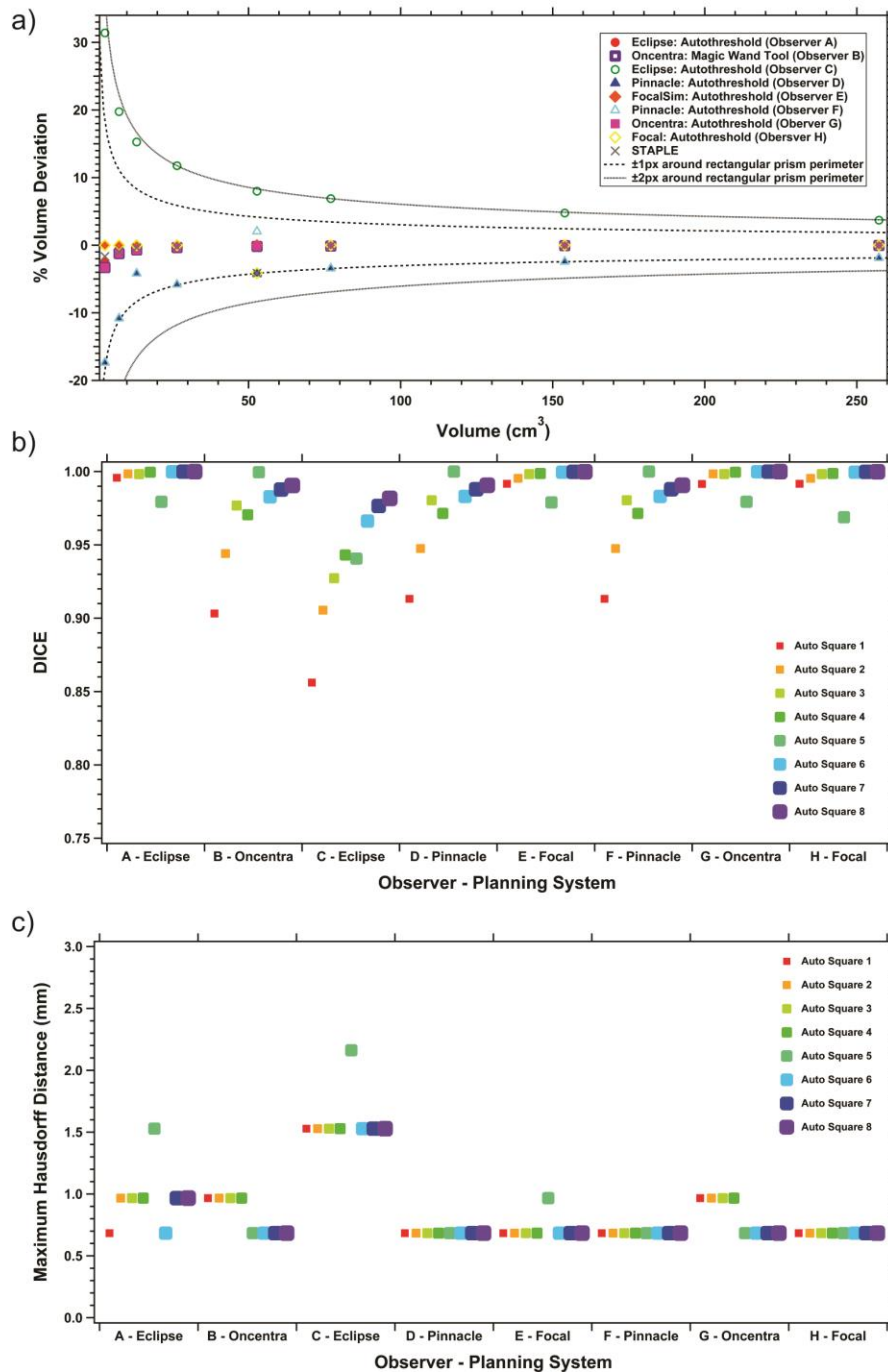 a)
30
20
10
0
-10
-20
% Volume Deviation
Eclipse: Autothreshold (Observer A)
Oncentra: Magic Wand Tool (Observer B)
Eclipse: Autothreshold (Observer C)
Pinnacle: Autothreshold (Observer D)
FocalSim: Autothreshold (Observer E)
Pinnacle: Autothreshold (Observer F)
Oncentra: Autothreshold (Oberver G)
Focal: Autothreshold (Obersver H)
STAPLE
±1px around rectangular prism perimeter
±2px around rectangular prism perimeter
50 100 150 200 250
Volume (cm3)
b)
1.00
0.95
0.90
0.85
0.80
0.75
DICE
Auto Square 1
Auto Square 2
Auto Square 3
Auto Square 4
Auto Square 5
Auto Square 6
Auto Square 7
Auto Square 8
A - Eclipse B - Oncentra C - Eclipse D - Pinnacle E - Focal F - Pinnacle G - Oncentra H - Focal
Observer - Planning System
c)
3.0
2.5
2.0
1.5
1.0
0.5
0.0
Maximum Hausdorff Distance (mm)
Auto Square 1
Auto Square 2
Auto Square 3
Auto Square 4
Auto Square 5
Auto Square 6
Auto Square 7
Auto Square 8
A - Eclipse B - Oncentra C - Eclipse D - Pinnacle E - Focal F - Pinnacle G - Oncentra H - Focal
Observer - Planning System